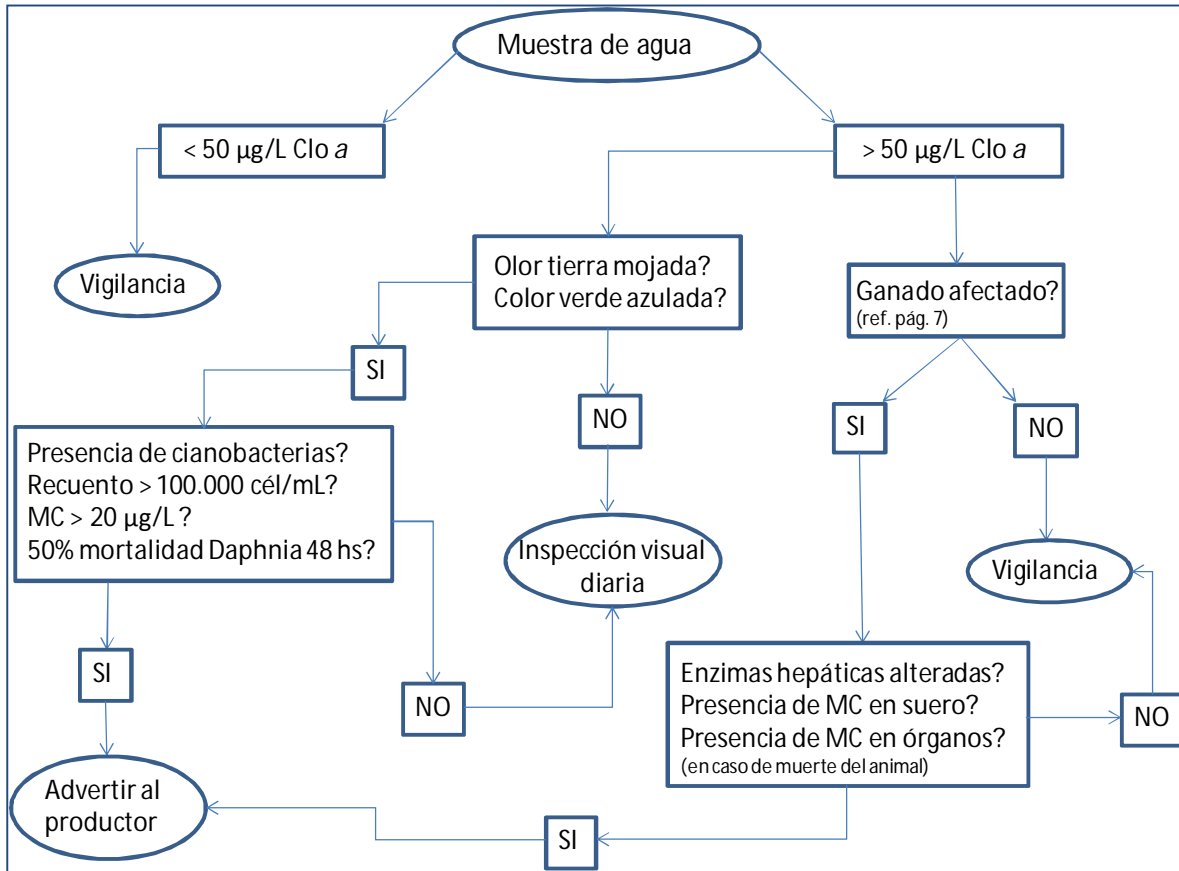 Muestra de agua
< 50 µg/L Clo a
> 50 µg/L Clo a
Vigilancia
Olor tierra mojada?
Color verde azulada?
Ganado afectado?
(ref. pág. 7)
SI
NO
SI
NO
Presencia de cianobacterias?
Recuento > 100.000 cél/mL?
MC > 20 µg/L ?
50% mortalidad Daphnia 48 hs?
Inspección visual
diaria
Vigilancia
SI
NO
Enzimas hepáticas alteradas?
Presencia de MC en suero?
Presencia de MC en órganos?
(en caso de muerte del animal)
NO
Advertir al
productor
SI